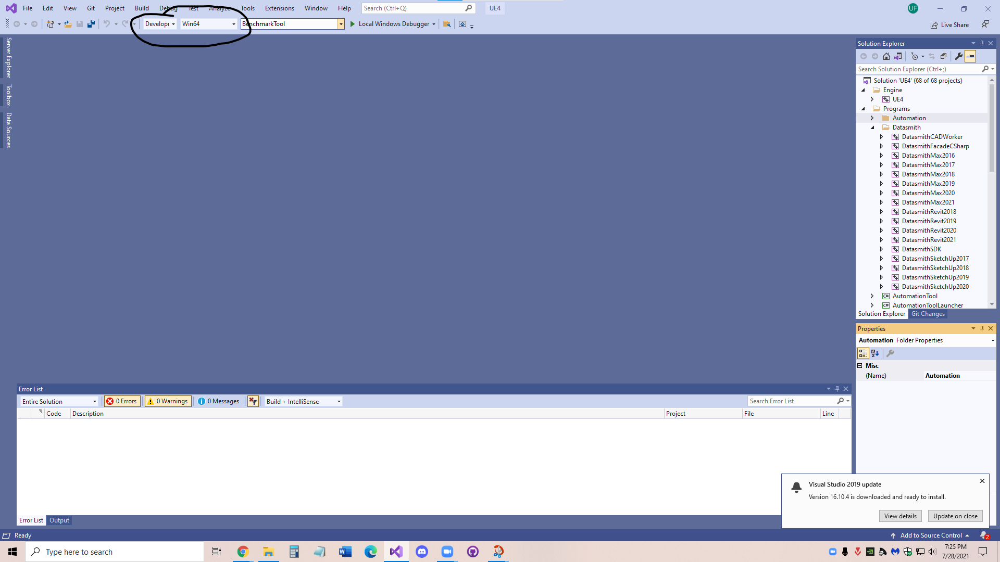 File Edit View Git Project Build Debug Test Analyze Tools Extensions Window Help Search (Ctrl+Q) UE4 UF
Develop Win64 BenchmarkTool Local Windows Debugger Live Share
Server Explorer
Toolbox
Data Sources
Solution Explorer
Search Solution Explorer (Ctrl+;)
Solution 'UE4' (68 of 68 projects)
Engine
UE4
Programs
Automation
Datasmith
DatasmithCADWorker
DatasmithFacadeCSharp
DatasmithMax2016
DatasmithMax2017
DatasmithMax2018
DatasmithMax2019
DatasmithMax2020
DatasmithMax2021
DatasmithRevit2018
DatasmithRevit2019
DatasmithRevit2020
DatasmithRevit2021
DatasmithSDK
DatasmithSketchUp2017
DatasmithSketchUp2018
DatasmithSketchUp2019
DatasmithSketchUp2020
C# AutomationTool
C# AutomationToolLauncher
Solution Explorer Git Changes
Properties
Automation Folder Properties
Misc
(Name) Automation
Error List
Entire Solution 0 Errors 0 Warnings 0 Messages Build + IntelliSense Search Error List
Code Description Project File Line
Visual Studio 2019 update
Version 16.10.4 is downloaded and ready to install.
View details Update on close
Error List Output
Ready Add to Source Control 2
Type here to search
7:25 PM
7/28/2021